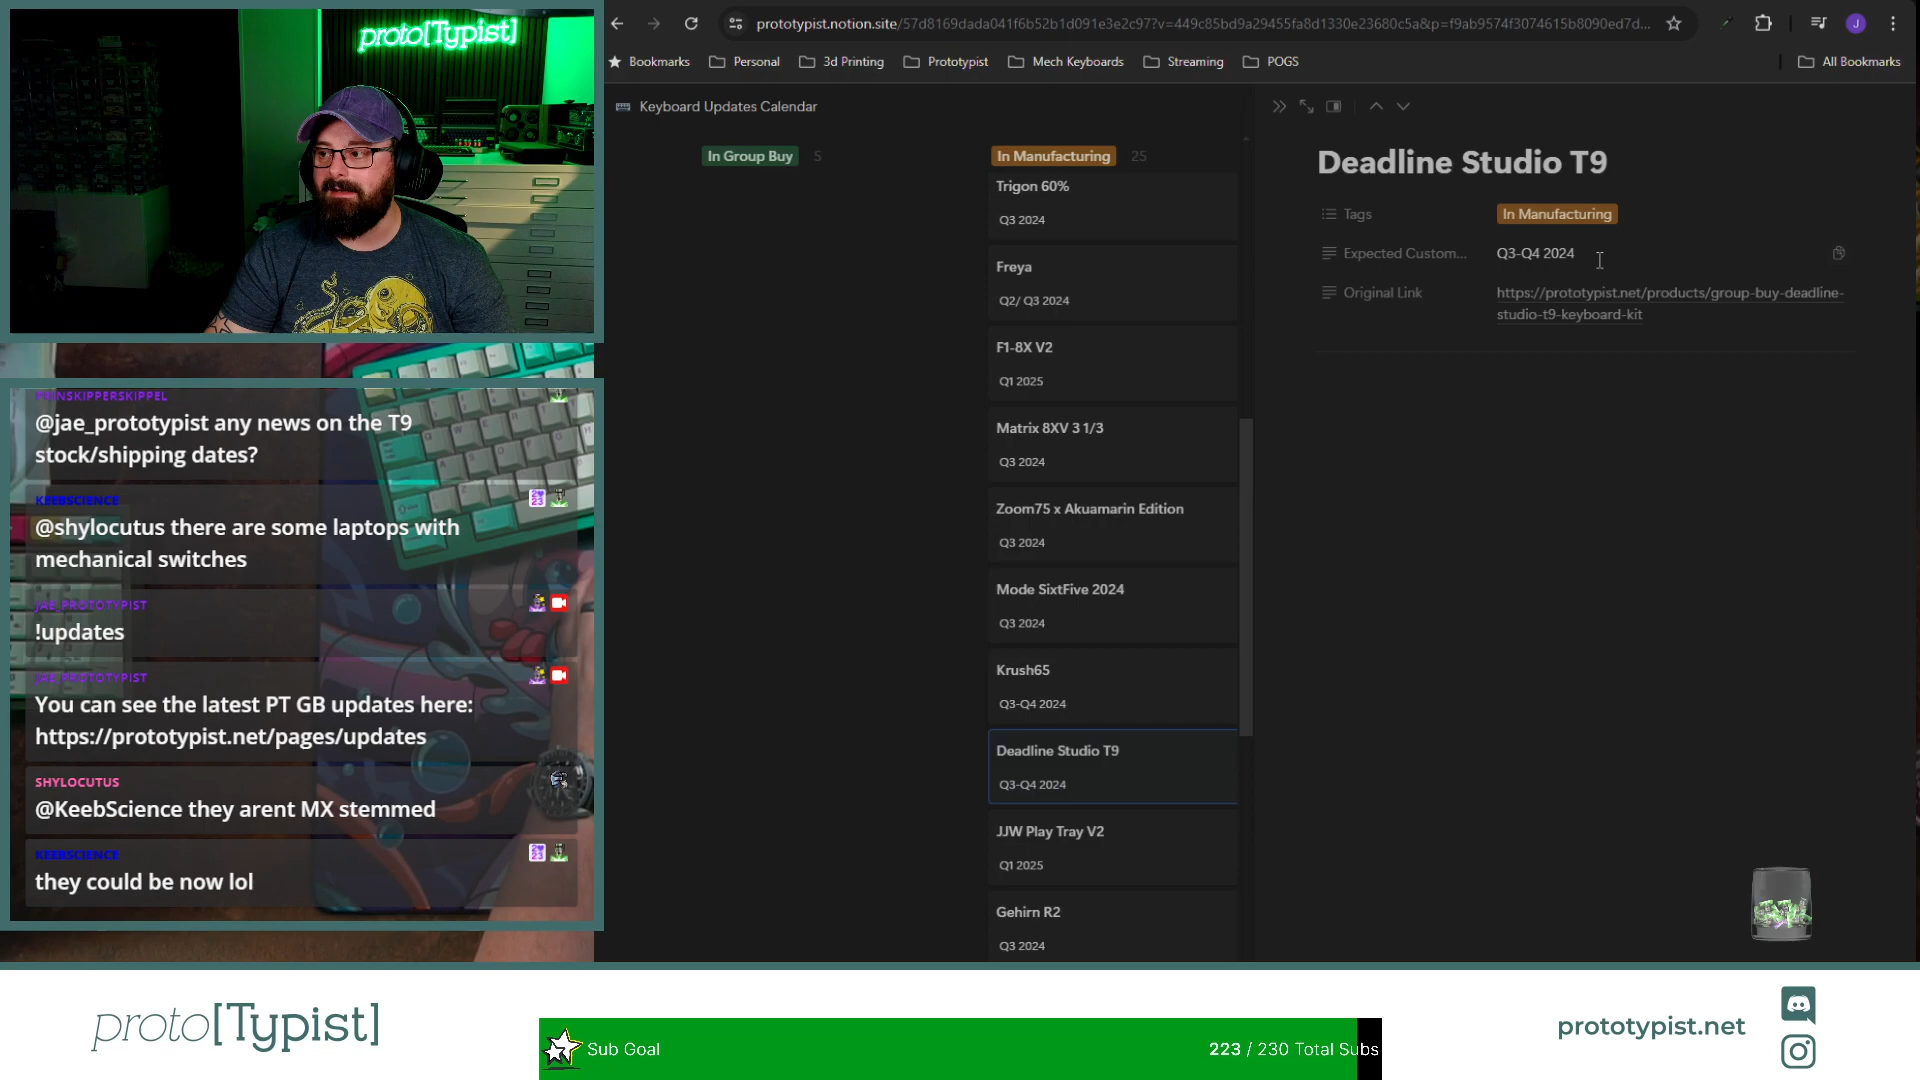 proto[Typist]
prototypist.notion.site/57d8169dada041f6b52b1d091e3e2c97?v=449c85bd9a29455fa8d1330e23680c5a&p=f9ab9574f3074615b8090ed7d...
J
Bookmarks
Personal
3d Printing
Prototypist
Mech Keyboards
Streaming
POGS
All Bookmarks
Keyboard Updates Calendar
In Group Buy 5
In Manufacturing 25
Trigon 60%
Q3 2024
Freya
Q2/ Q3 2024
F1-8X V2
Q1 2025
Matrix 8XV 3 1/3
Q3 2024
Zoom75 x Akuamarin Edition
Q3 2024
Mode SixtFive 2024
Q3 2024
Krush65
Q3-Q4 2024
Deadline Studio T9
Q3-Q4 2024
JJW Play Tray V2
Q1 2025
Gehirn R2
Q3 2024
Deadline Studio T9
Tags In Manufacturing
Expected Custom... Q3-Q4 2024
Original Link https://prototypist.net/products/group-buy-deadline-
studio-t9-keyboard-kit
@jae_prototypist any news on the T9
stock/shipping dates?
KEEBSCIENCE
@shylocutus there are some laptops with
mechanical switches
JAE_PROTOTYPIST
!updates
JAE_PROTOTYPIST
You can see the latest PT GB updates here:
https://prototypist.net/pages/updates
SHYLOCUTUS
@KeebScience they arent MX stemmed
KEEBSCIENCE
they could be now lol
proto[Typist]
Sub Goal
223 / 230 Total Subs
prototypist.net